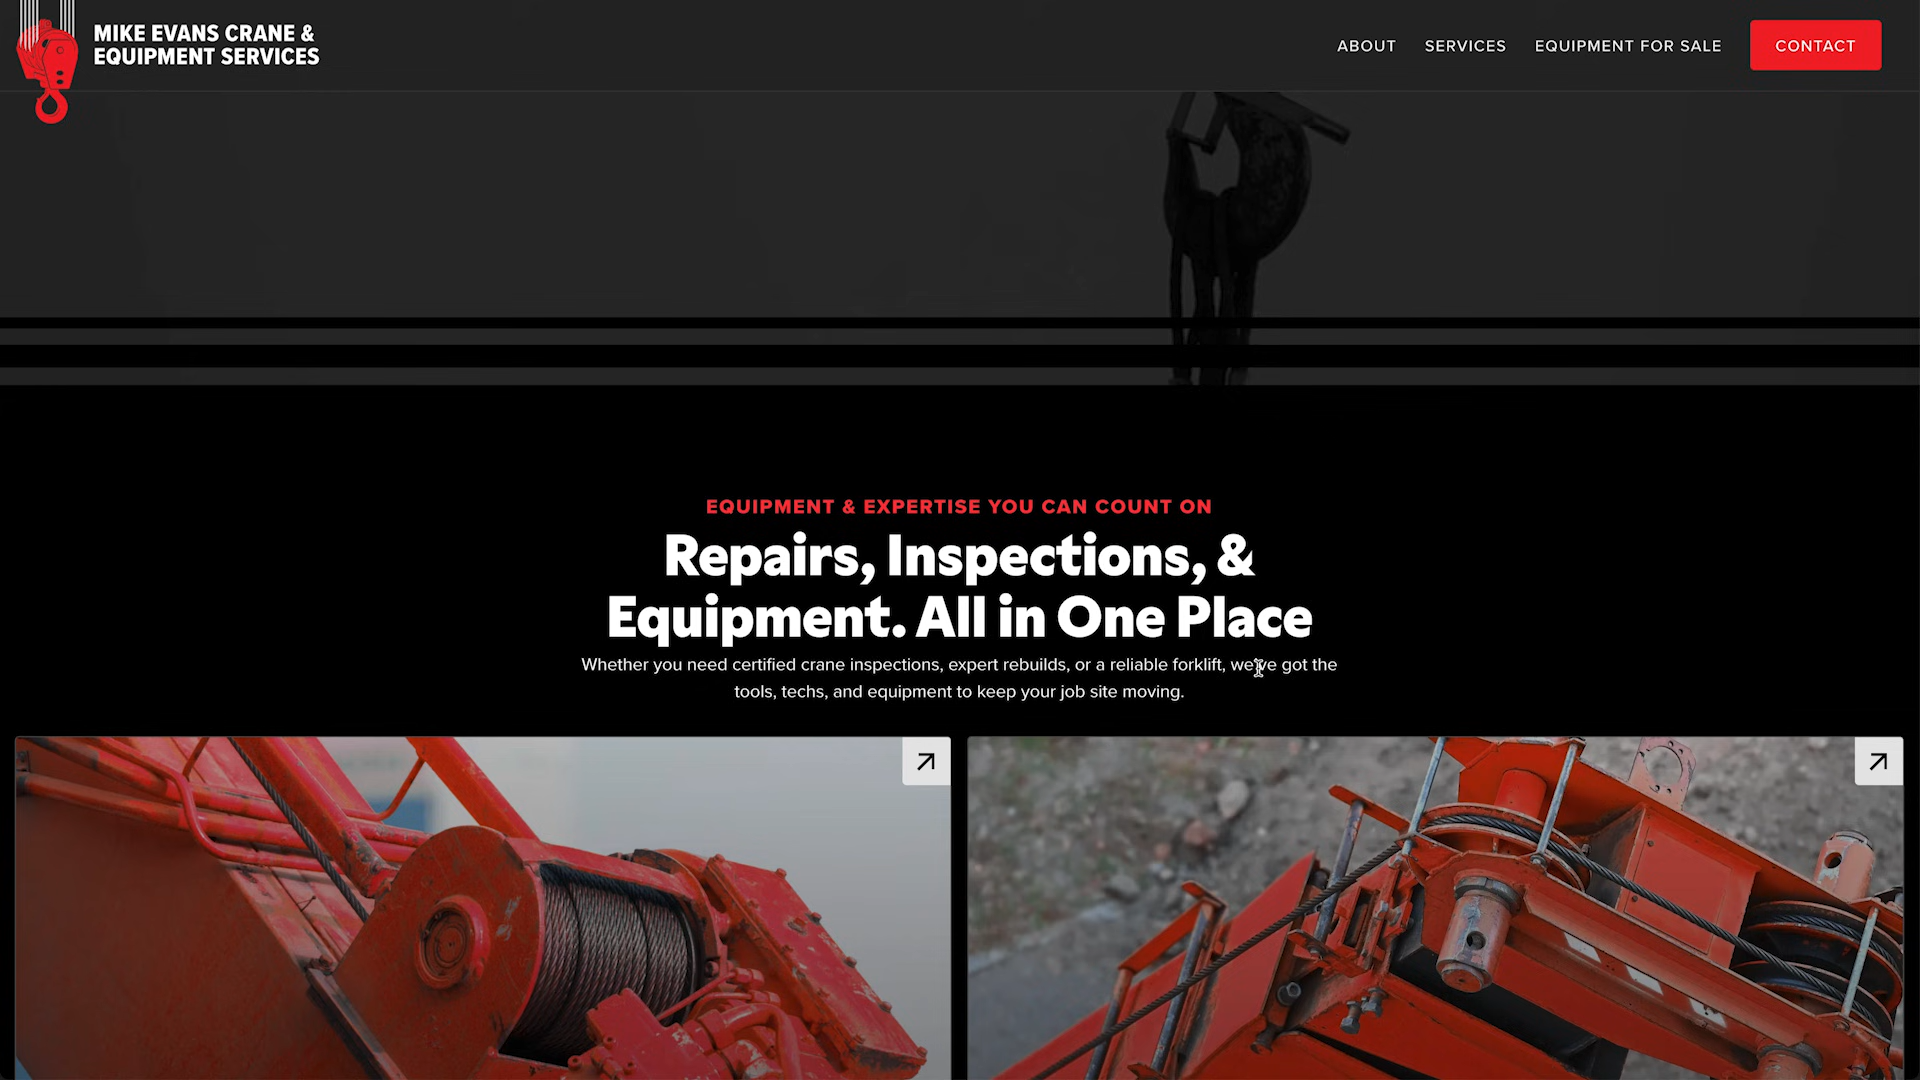 MIKE EVANS CRANE &
EQUIPMENT SERVICES
ABOUT
SERVICES
EQUIPMENT FOR SALE
CONTACT
EQUIPMENT & EXPERTISE YOU CAN COUNT ON
Repairs, Inspections, &
Equipment. All in One Place
Whether you need certified crane inspections, expert rebuilds, or a reliable forklift, we've got the
tools, techs, and equipment to keep your job site moving.